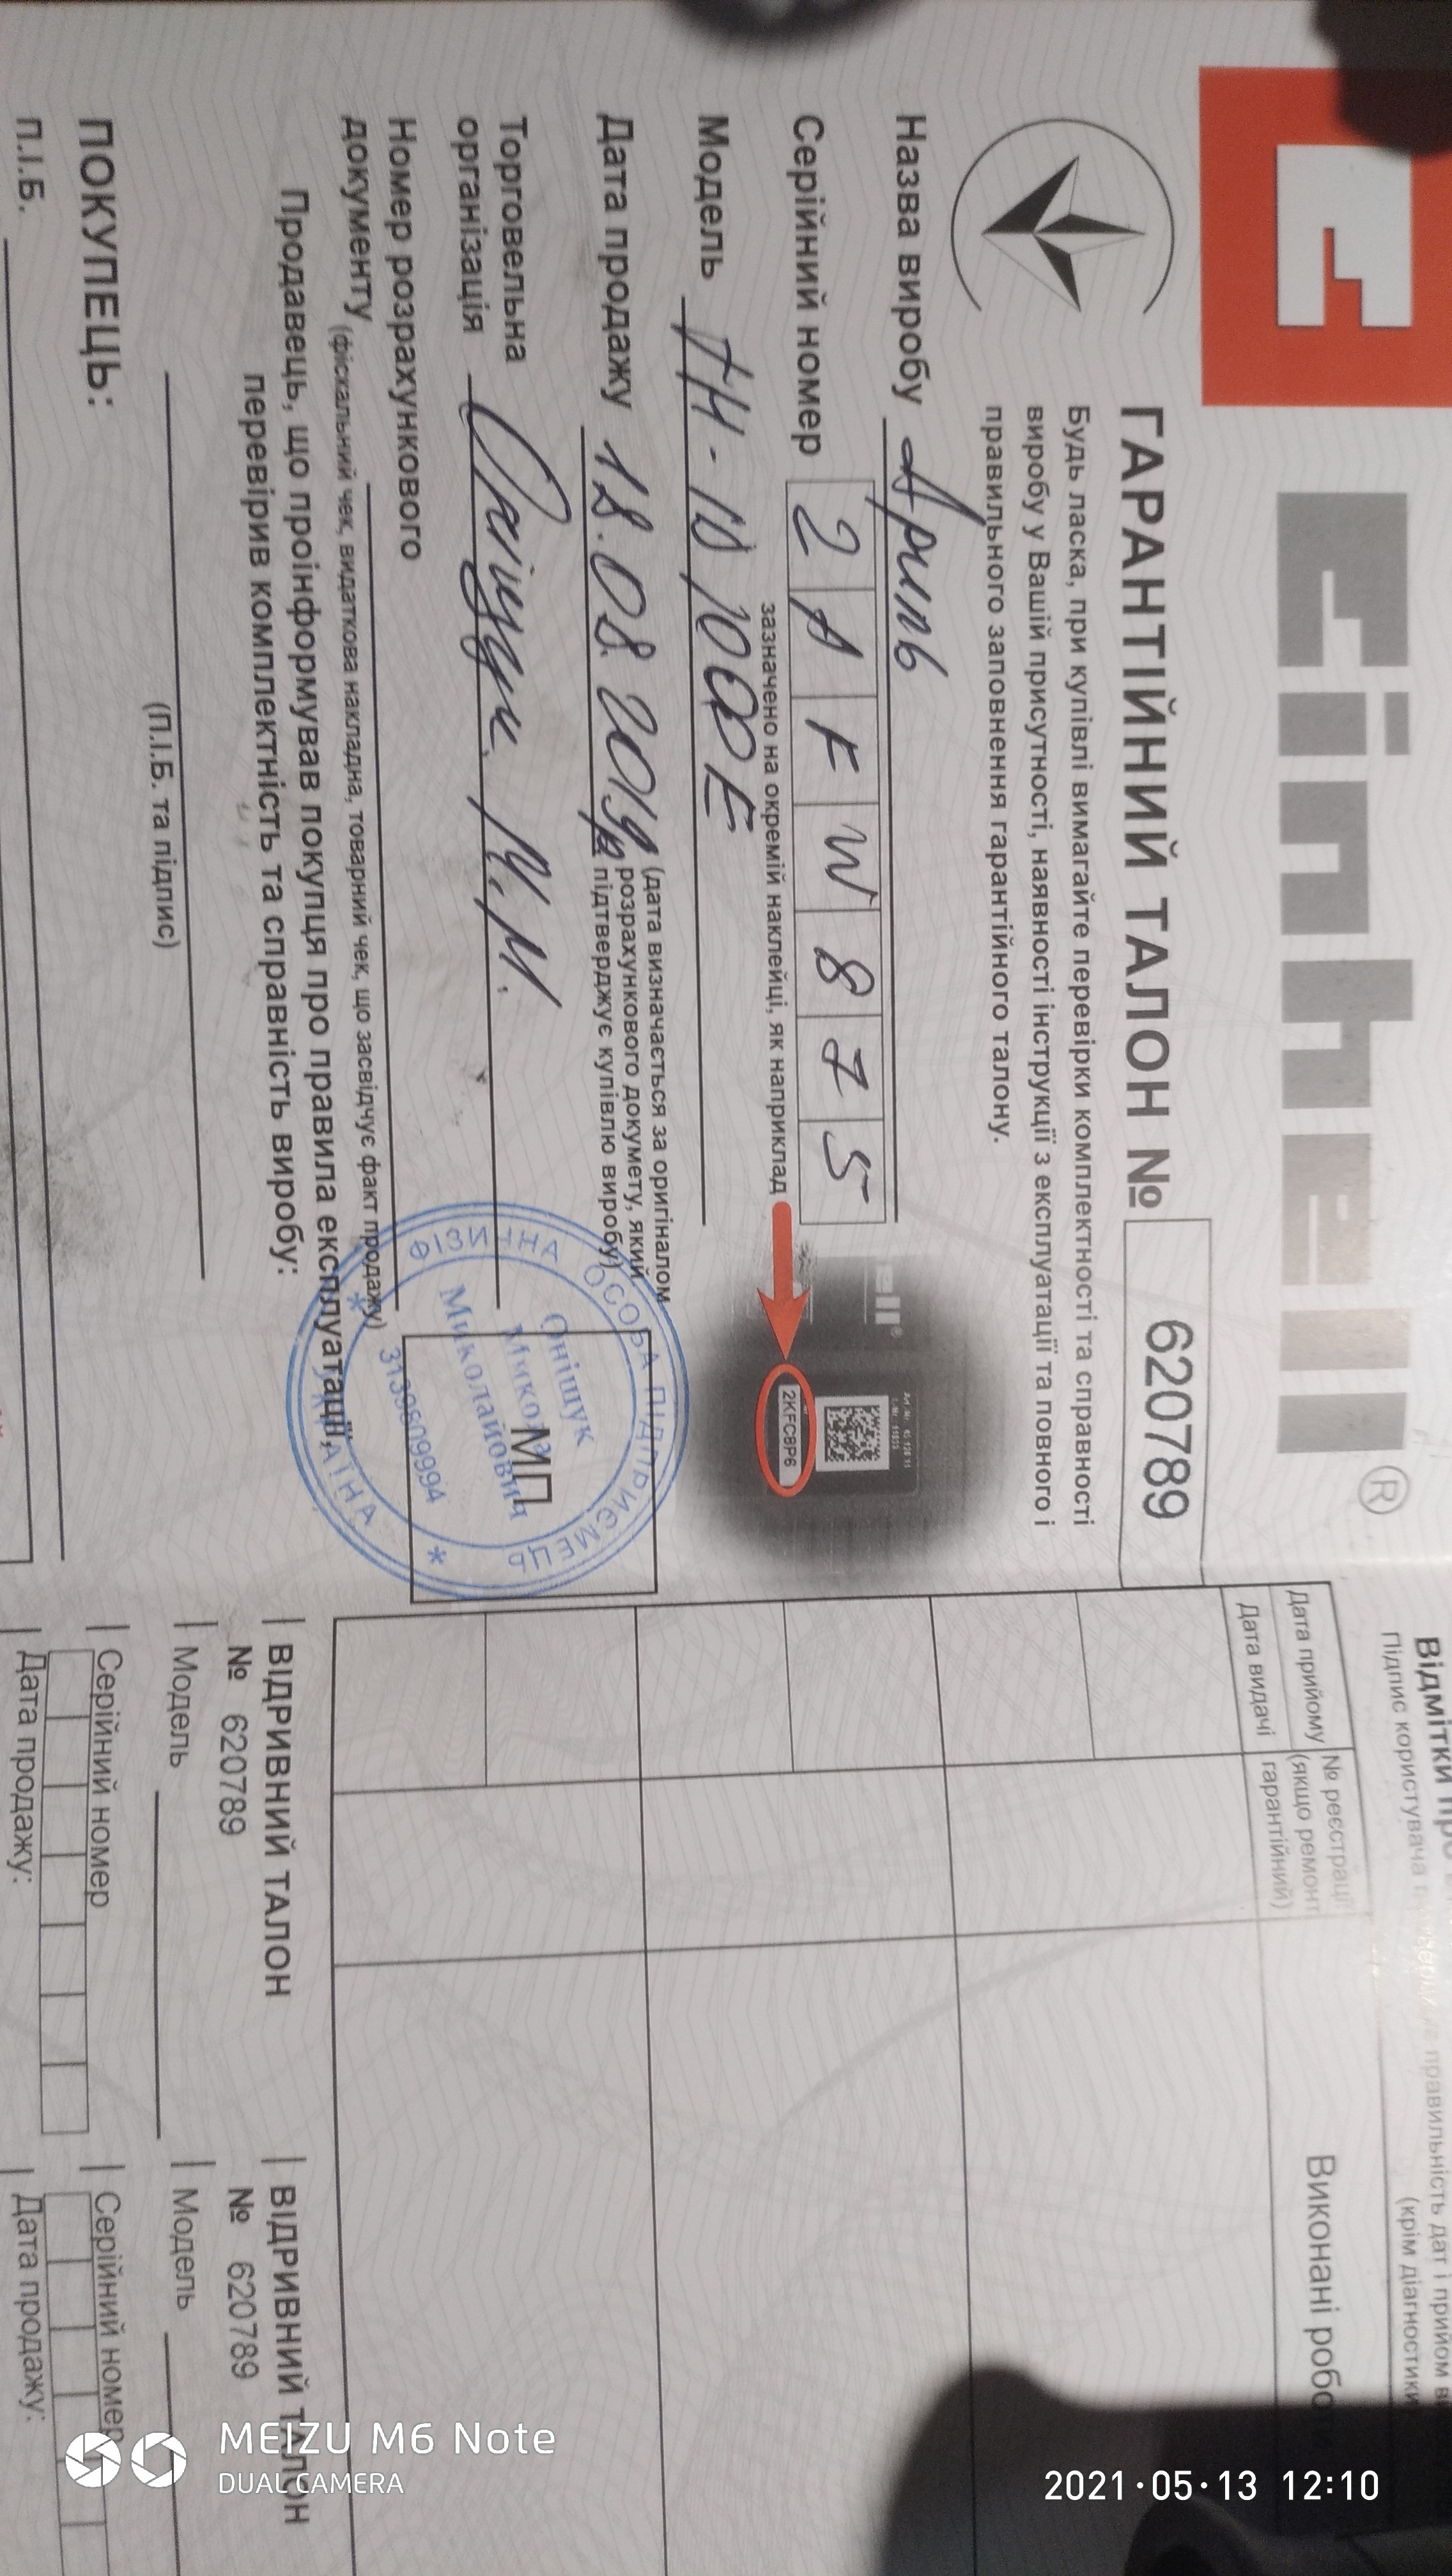 Einhell®
ГАРАНТІЙНИЙ ТАЛОН № 620789
Будь ласка, при купівлі вимагайте перевірки комплектності та справності
виробу у Вашій присутності, наявності інструкції з експлуатації та повного і
правильного заповнення гарантійного талону.
Назва виробу Дриль
Серійний номер 2 A F W 8 7 5
зазначено на окремій наклейці, як наприклад
ell®
2KFC8P6
Модель TH-ID 1000E
Дата продажу 18.08.2019р (дата визначається за оригіналом
розрахункового докумету, який
підтверджує купівлю виробу)
Торговельна
організація Оніщук М.М.
Номер розрахункового
документу
(фіскальний чек, видаткова накладна, товарний чек, що засвідчує факт продажу)
Продавець, що проінформував покупця про правила експлуатації,
перевірив комплектність та справність виробу:
(П.І.Б. та підпис)
МП
ФІЗИЧНА ОСОБА ПІДПРИЄМЕЦЬ
Оніщук
Микола
Миколайович
ПОКУПЕЦЬ:
П.І.Б.
Відмітки про
Підпис користувача
правильність дат і прийом
(крім діагностики
Дата прийому
Дата видачі
№ реєстрації
(якщо ремонт
гарантійний)
Виконані робо
ВІДРИВНИЙ ТАЛОН
№ 620789
Модель
Серійний номер
Дата продажу:
ВІДРИВНИЙ ТАЛОН
№ 620789
Модель
Серійний номер
Дата продажу:
MEIZU M6 Note
DUAL CAMERA
2021·05·13 12:10